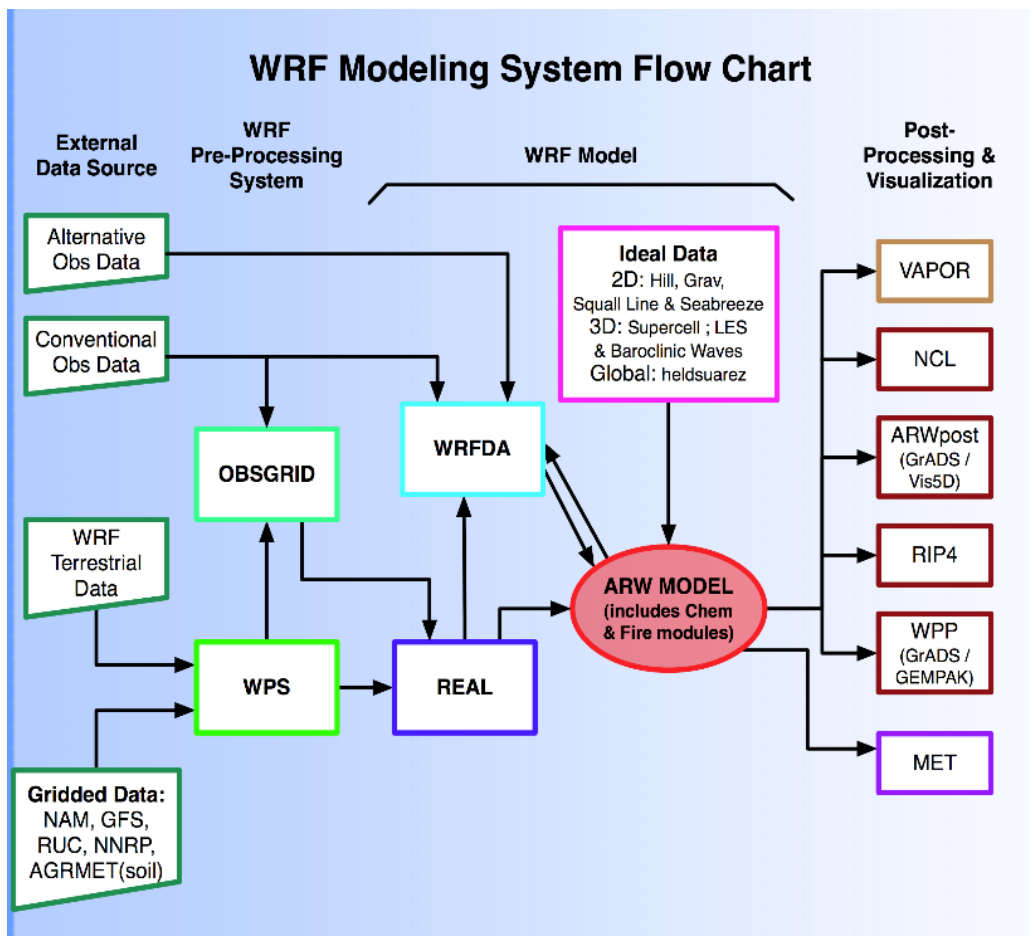 WRF Modeling System Flow Chart
External
Data Source
WRF
Pre-Processing
System
WRF Model
Post-
Processing &
Visualization
Alternative
Obs Data
Conventional
Obs Data
WRF
Terrestrial
Data
Gridded Data:
NAM, GFS,
RUC, NNRP,
AGRMET(soil)
OBSGRID
WPS
WRFDA
REAL
Ideal Data
2D: Hill, Grav,
Squall Line & Seabreeze
3D: Supercell ; LES
& Baroclinic Waves
Global: heldsuarez
ARW MODEL
(includes Chem
& Fire modules)
VAPOR
NCL
ARWpost
(GrADS /
Vis5D)
RIP4
WPP
(GrADS /
GEMPAK)
MET